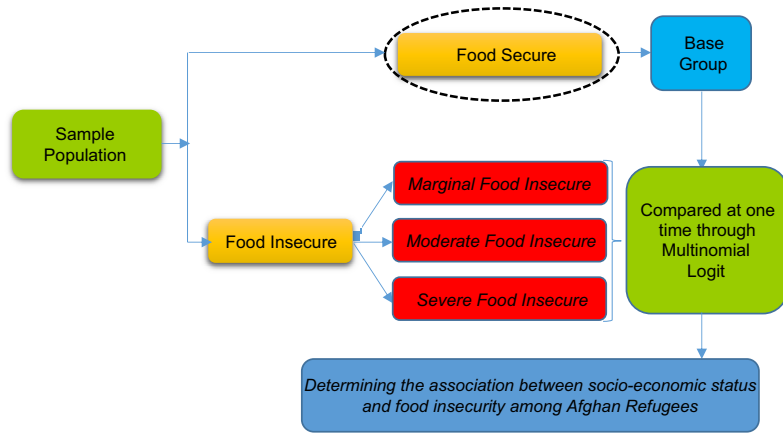 Food Secure
Base
Group
Sample
Population
Marginal Food Insecure
Food Insecure
Moderate Food Insecure
Severe Food Insecure
Compared at one
time through
Multinomial
Logit
Determining the association between socio-economic status
and food insecurity among Afghan Refugees